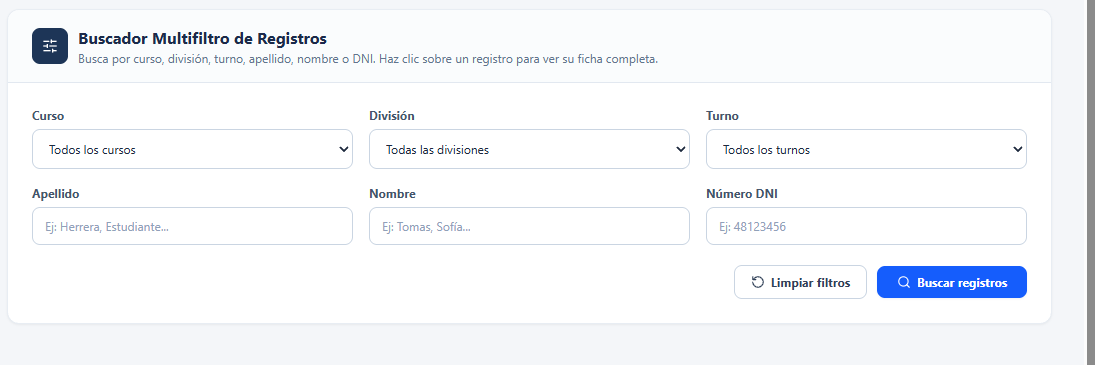 Buscador Multifiltro de Registros
Busca por curso, división, turno, apellido, nombre o DNI. Haz clic sobre un registro para ver su ficha completa.
Curso
División
Turno
Todos los cursos
Todas las divisiones
Todos los turnos
Apellido
Nombre
Número DNI
Ej: Herrera, Estudiante...
Ej: Tomas, Sofía...
Ej: 48123456
Limpiar filtros
Buscar registros